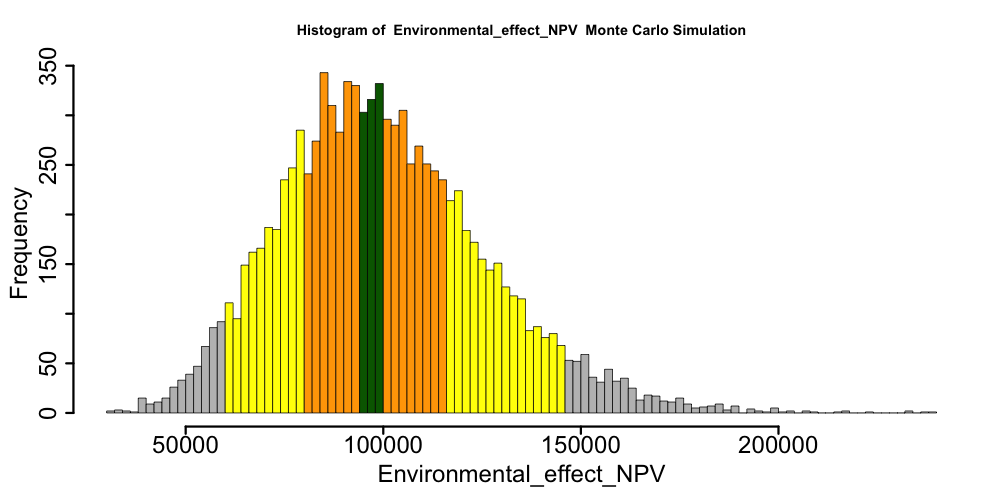 Histogram of Environmental_effect_NPV Monte Carlo Simulation
350
250
150
50
0
Frequency
50000 100000 150000 200000
Environmental_effect_NPV